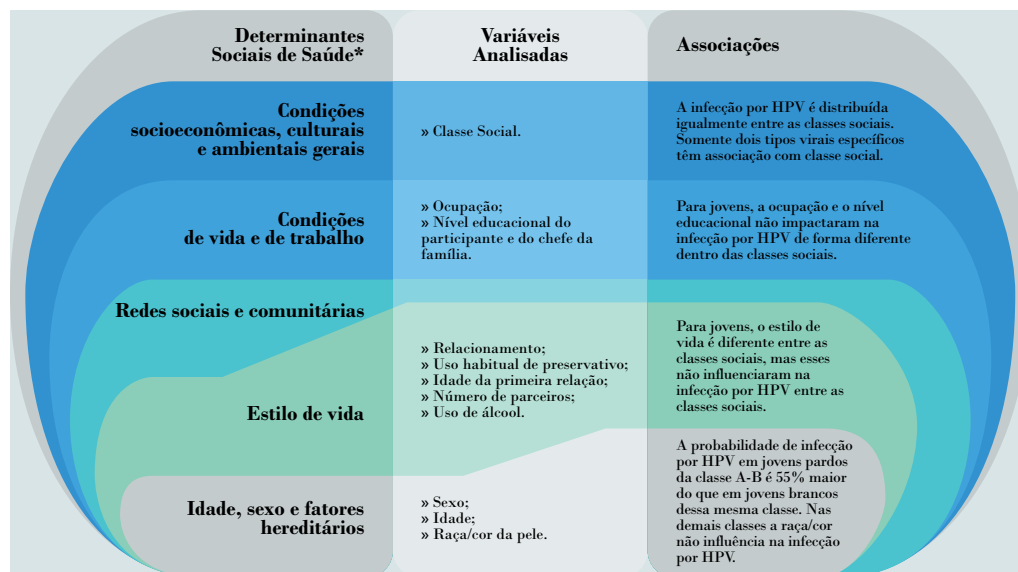 Determinantes
Sociais de Saúde*
Variáveis
Analisadas
Associações
Condições
socioeconômicas, culturais
e ambientais gerais
» Classe Social.
A infecção por HPV é distribuída
igualmente entre as classes sociais.
Somente dois tipos virais específicos
têm associação com classe social.
Condições
de vida e de trabalho
» Ocupação;
» Nível educacional do
participante e do chefe da
família.
Para jovens, a ocupação e o nível
educacional não impactaram na
infecção por HPV de forma diferente
dentro das classes sociais.
Redes sociais e comunitárias
Estilo de vida
» Relacionamento;
» Uso habitual de preservativo;
» Idade da primeira relação;
» Número de parceiros;
» Uso de álcool.
Para jovens, o estilo de
vida é diferente entre as
classes sociais, mas esses
não influenciaram na
infecção por HPV entre as
classes sociais.
Idade, sexo e fatores
hereditários
» Sexo;
» Idade;
» Raça/cor da pele.
A probabilidade de infecção
por HPV em jovens pardos
da classe A-B é 55% maior
do que em jovens brancos
dessa mesma classe. Nas
demais classes a raça/cor
não influência na infecção
por HPV.